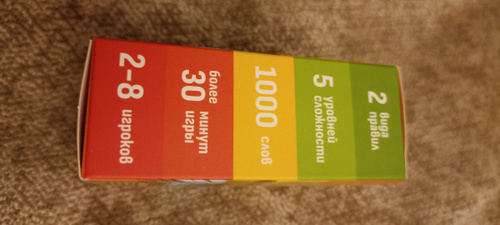 2 вида
правил
5 уровней
сложности
1000 слов
более
30 минут
игры
2–8 игроков